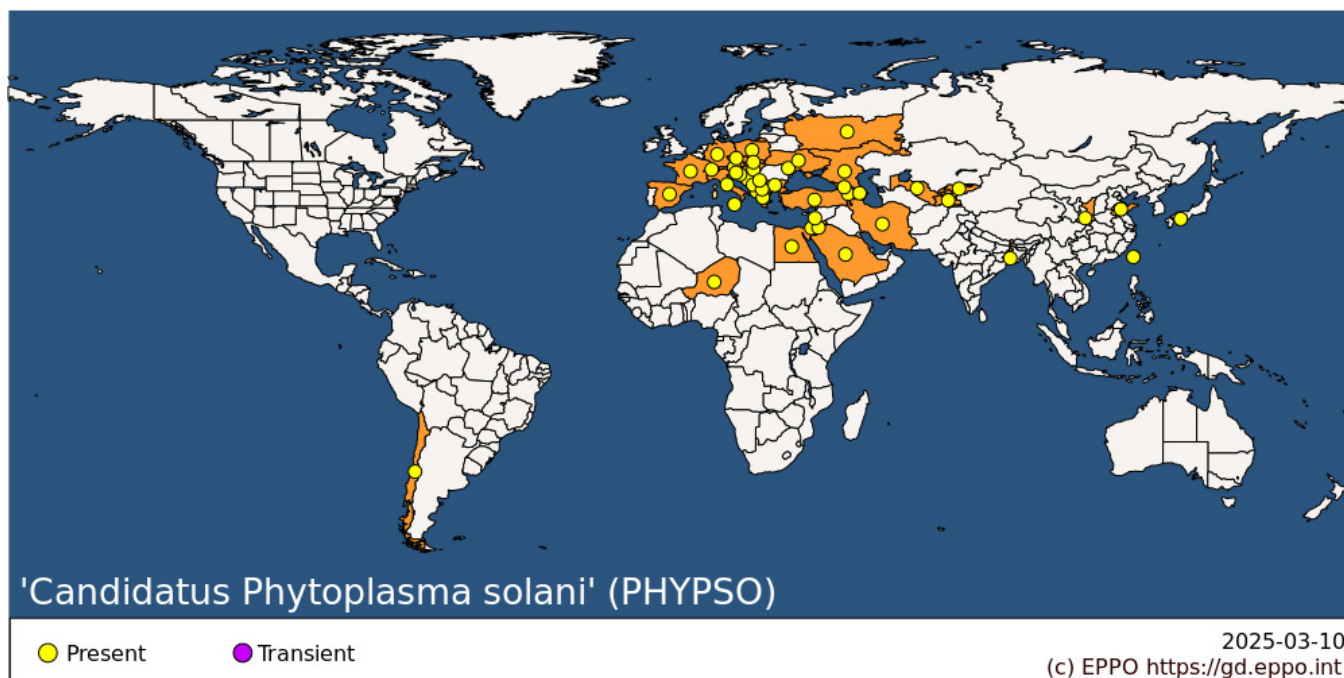 'Candidatus Phytoplasma solani' (PHYPSO)
Present
Transient
2025-03-10
(c) EPPO https://gd.eppo.int